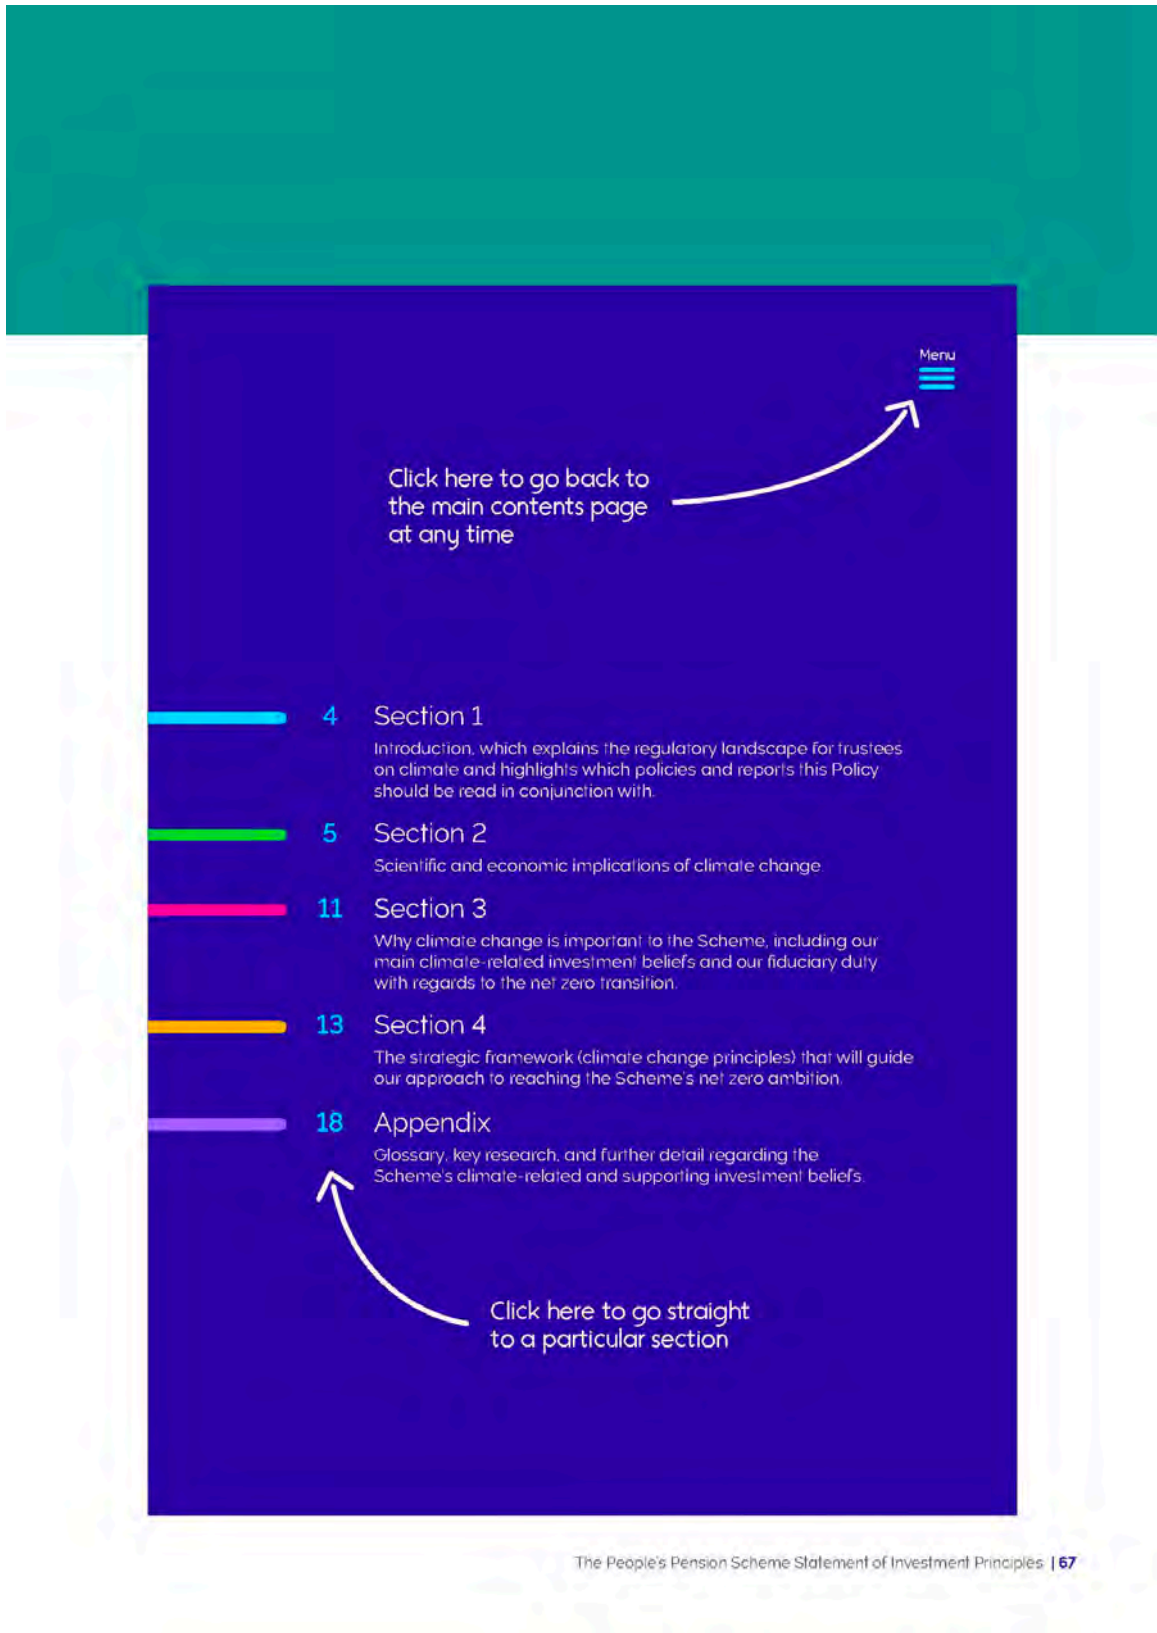 Menu
Click here to go back to
the main contents page
at any time
4 Section 1
Introduction, which explains the regulatory landscape for trustees
on climate and highlights which policies and reports this Policy
should be read in conjunction with.
5 Section 2
Scientific and economic implications of climate change
11 Section 3
Why climate change is important to the Scheme, including our
main climate-related investment beliefs and our fiduciary duty
with regards to the net zero transition.
13 Section 4
The strategic framework (climate change principles) that will guide
our approach to reaching the Scheme's net zero ambition.
18 Appendix
Glossary, key research, and further detail regarding the
Scheme's climate-related and supporting investment beliefs.
Click here to go straight
to a particular section
The People's Pension Scheme Statement of Investment Principles | 67